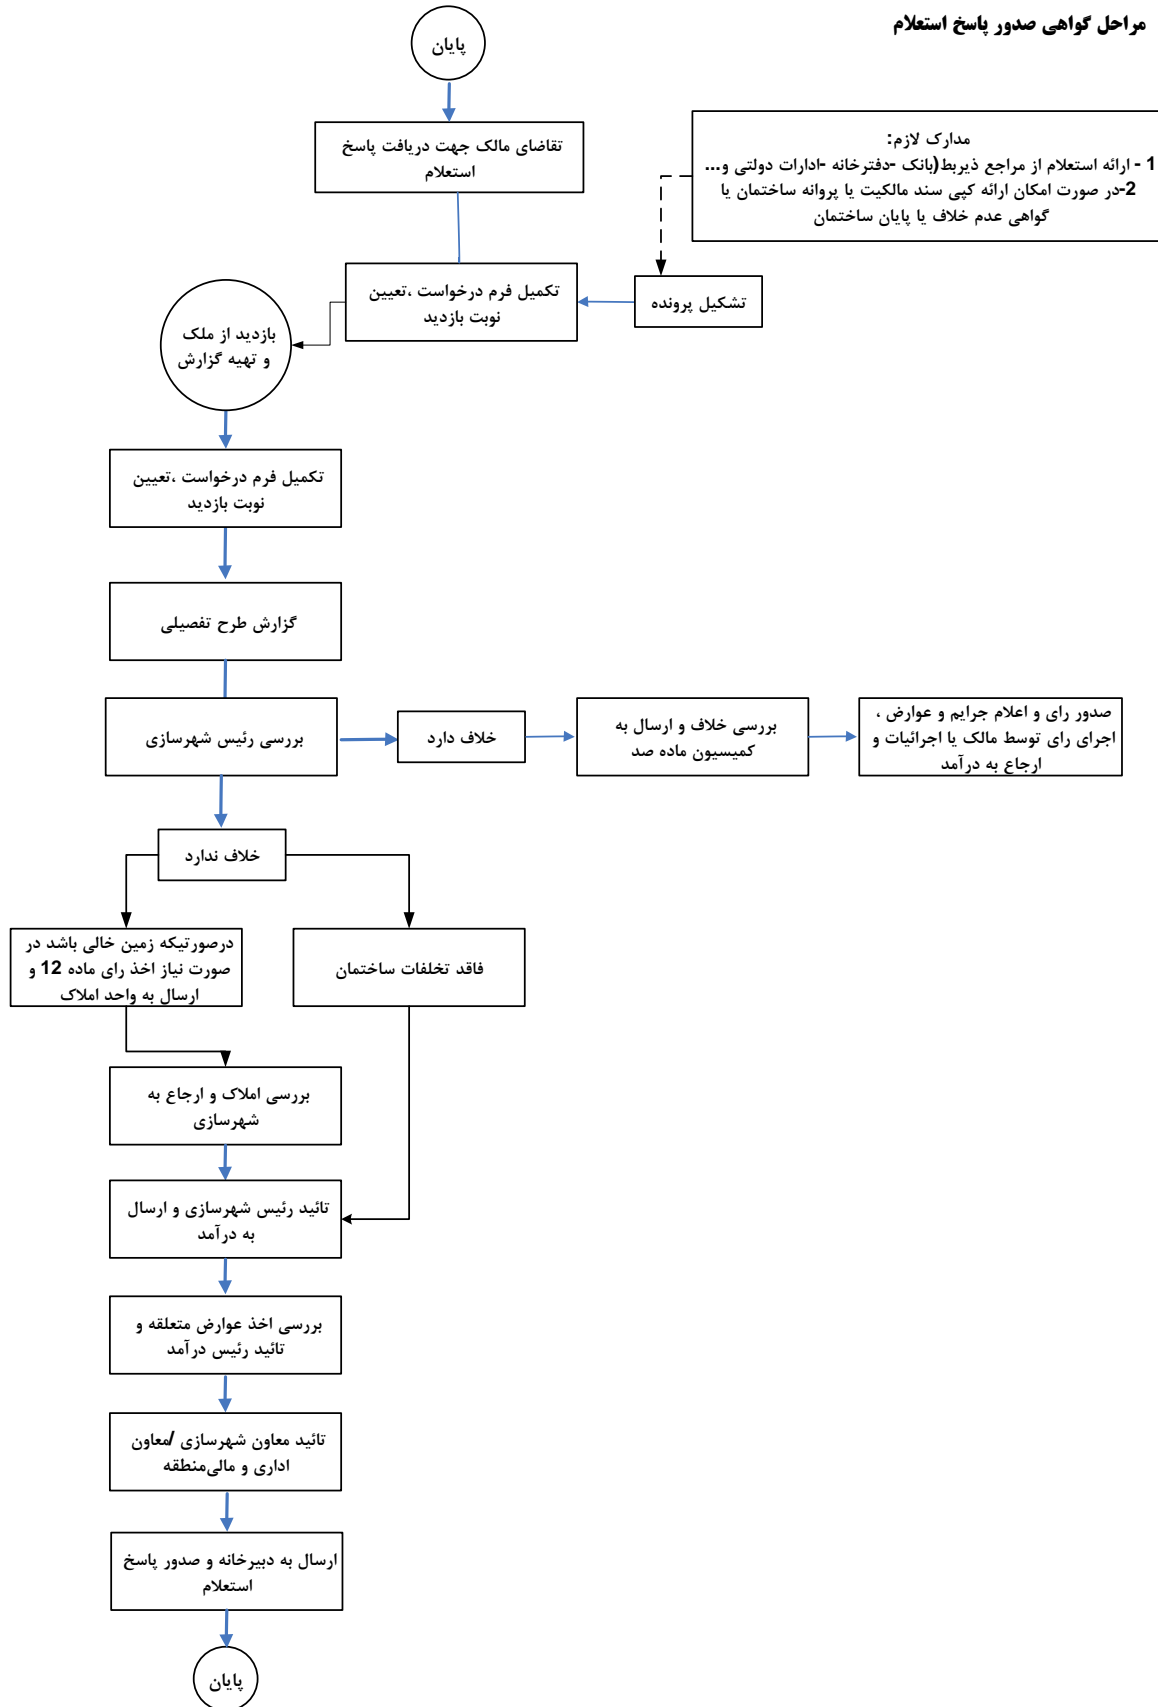 مراحل گواهی صدور پاسخ استعلام
پایان
تقاضای مالک جهت دریافت پاسخ
استعلام
مدارک لازم:
1 - ارائه استعلام از مراجع ذیربط(بانک -دفترخانه -ادارات دولتی و...
2-در صورت امکان ارائه کپی سند مالکیت یا پروانه ساختمان یا
گواهی عدم خلاف یا پایان ساختمان
تشکیل پرونده
تکمیل فرم درخواست ،تعیین
نوبت بازدید
بازدید از ملک
و تهیه گزارش
تکمیل فرم درخواست ،تعیین
نوبت بازدید
گزارش طرح تفصیلی
بررسی رئیس شهرسازی
خلاف دارد
بررسی خلاف و ارسال به
کمیسیون ماده صد
صدور رای و اعلام جرایم و عوارض ،
اجرای رای توسط مالک یا اجرائیات و
ارجاع به درآمد
خلاف ندارد
درصورتیکه زمین خالی باشد در
صورت نیاز اخذ رای ماده 12 و
ارسال به واحد املاک
فاقد تخلفات ساختمان
بررسی املاک و ارجاع به
شهرسازی
تائید رئیس شهرسازی و ارسال
به درآمد
بررسی اخذ عوارض متعلقه و
تائید رئیس درآمد
تائید معاون شهرسازی /معاون
اداری و مالی‌منطقه
ارسال به دبیرخانه و صدور پاسخ
استعلام
پایان